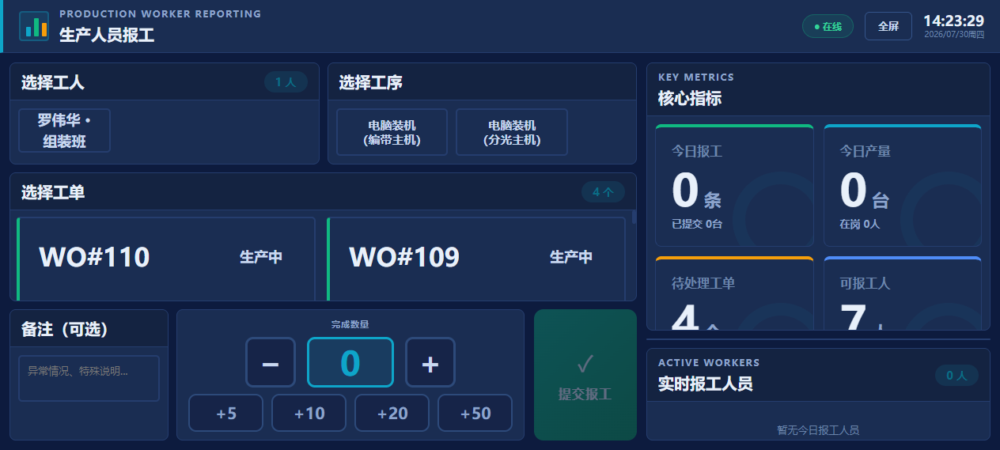 PRODUCTION WORKER REPORTING
生产人员报工
在线
全屏
14:23:29
2026/07/30周四
选择工人
1 人
罗伟华 •
组装班
选择工序
电脑装机
(编带主机)
电脑装机
(分光主机)
选择工单
4 个
WO#110
生产中
WO#109
生产中
备注（可选）
异常情况、特殊说明...
完成数量
−
0
+
+5
+10
+20
+50
✓
提交报工
KEY METRICS
核心指标
今日报工
0 条
已提交 0台
今日产量
0 台
在岗 0人
待处理工单
4
可报工人
7
ACTIVE WORKERS
实时报工人员
0 人
暂无今日报工人员